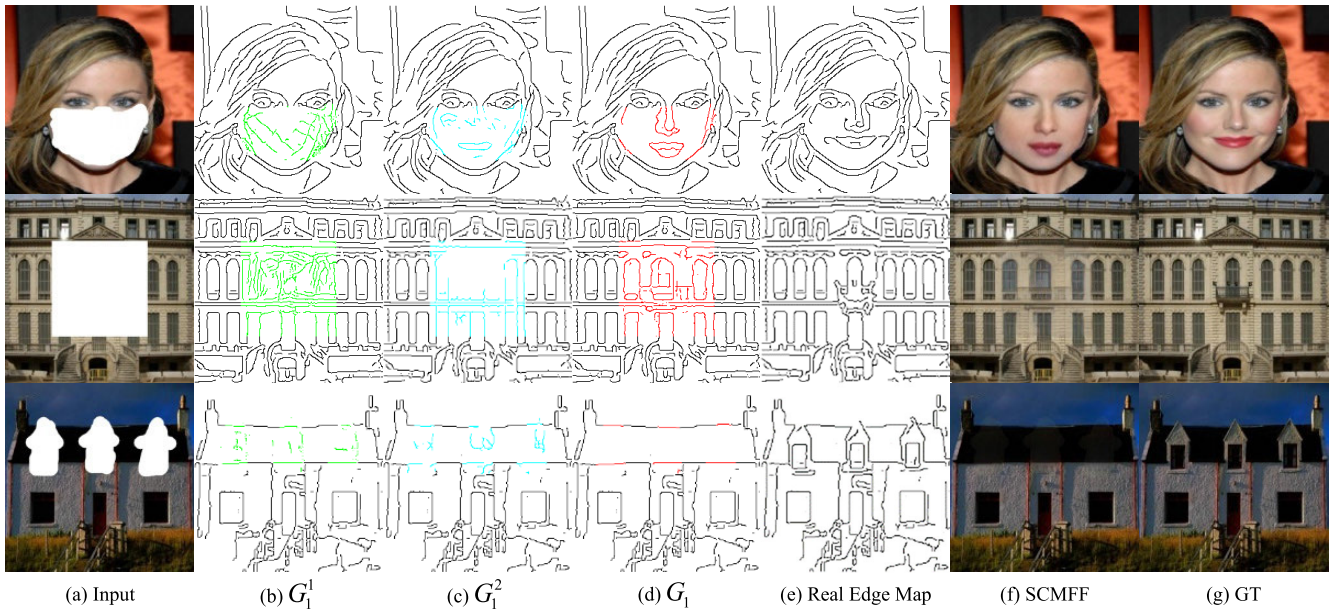 (a) Input (b) G₁¹ (c) G₁² (d) G₁ (e) Real Edge Map (f) SCMFF (g) GT